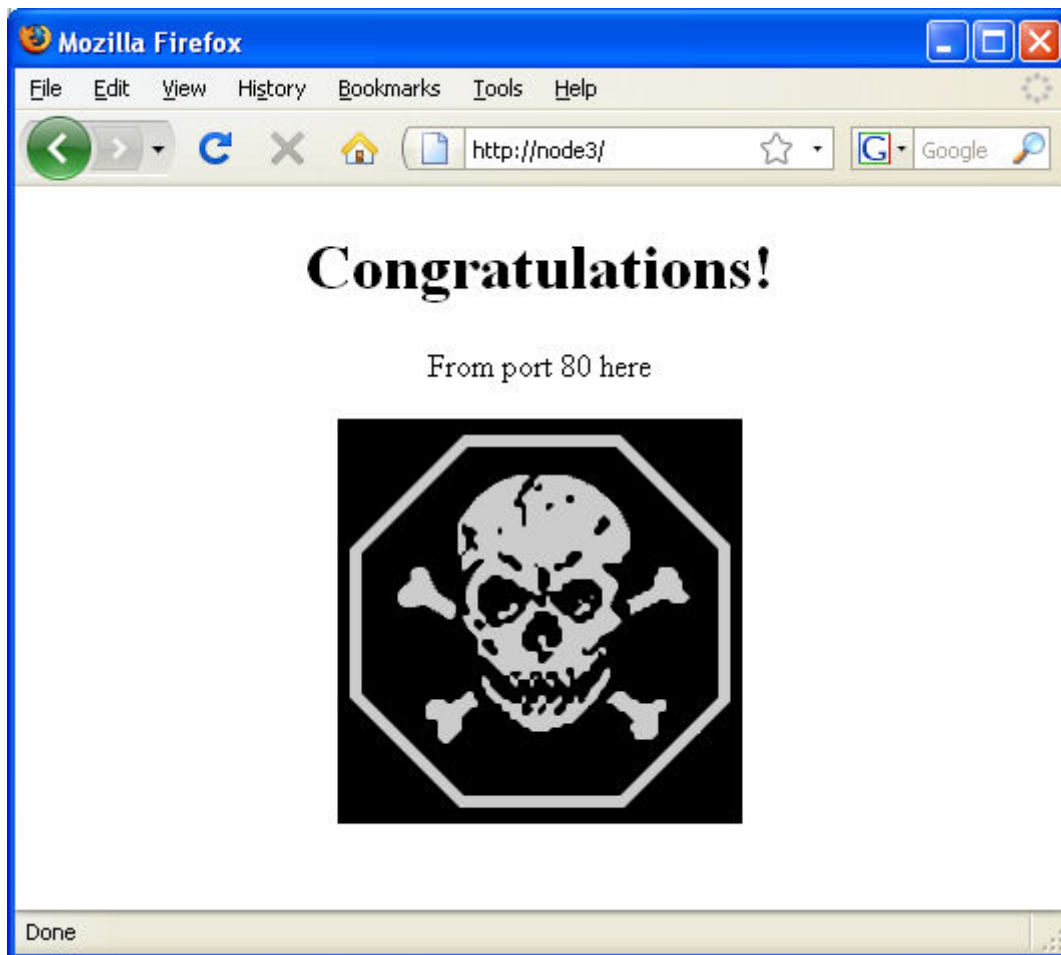 Mozilla Firefox
File Edit View History Bookmarks Tools Help
http://node3/ G Google
Congratulations!
From port 80 here
Done